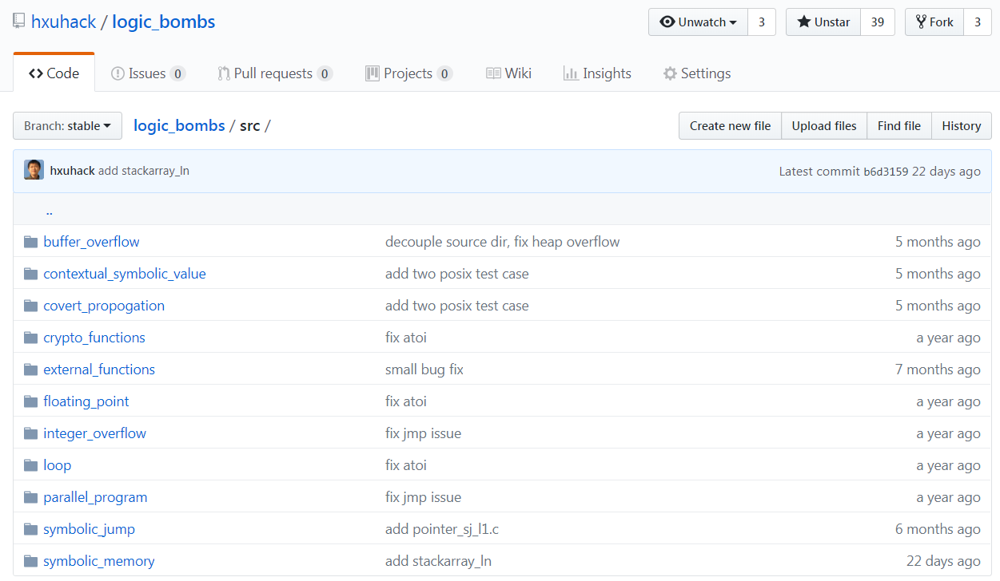 hxuhack / logic_bombs Unwatch 3 Unstar 39 Fork 3
Code Issues 0 Pull requests 0 Projects 0 Wiki Insights Settings
Branch: stable logic_bombs / src / Create new file Upload files Find file History
hxuhack add stackarray_ln Latest commit b6d3159 22 days ago
..
buffer_overflow decouple source dir, fix heap overflow 5 months ago
contextual_symbolic_value add two posix test case 5 months ago
covert_propogation add two posix test case 5 months ago
crypto_functions fix atoi a year ago
external_functions small bug fix 7 months ago
floating_point fix atoi a year ago
integer_overflow fix jmp issue a year ago
loop fix atoi a year ago
parallel_program fix jmp issue a year ago
symbolic_jump add pointer_sj_l1.c 6 months ago
symbolic_memory add stackarray_ln 22 days ago